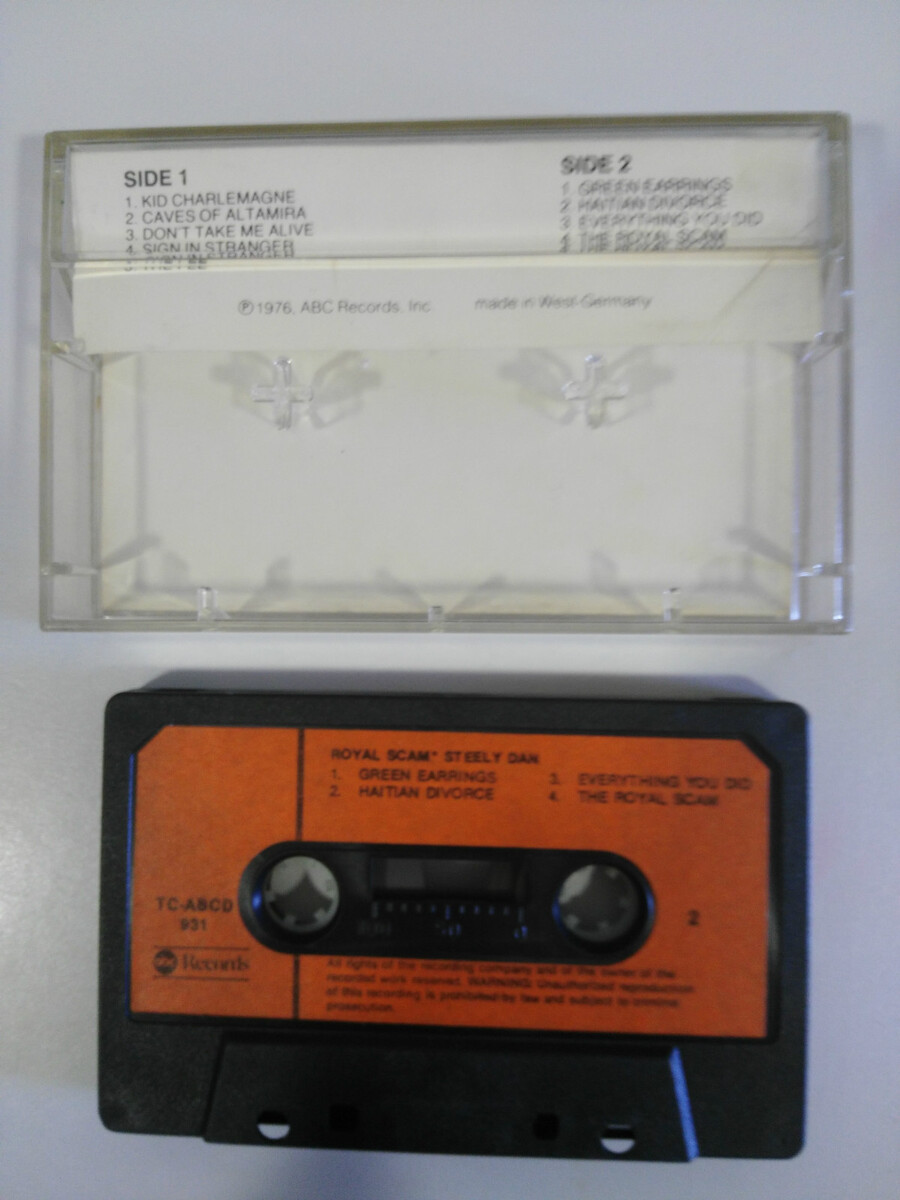 SIDE 1
1. KID CHARLEMAGNE
2. CAVES OF ALTAMIRA
3. DON'T TAKE ME ALIVE
4. SIGN IN STRANGER
SIDE 2
1. GREEN EARRINGS
2. HAITIAN DIVORCE
3. EVERYTHING YOU DID
4. THE ROYAL SCAM
℗ 1976, ABC Records, Inc.
made in West-Germany
ROYAL SCAM* STEELY DAN
1. GREEN EARRINGS
2. HAITIAN DIVORCE
3. EVERYTHING YOU DID
4. THE ROYAL SCAM
TC-ABCD
931
abc Records
2
50
0
All rights of the recording company and of the owner of the
recorded work reserved. WARNING: Unauthorized reproduction
of this recording is prohibited by law and subject to criminal
prosecution.